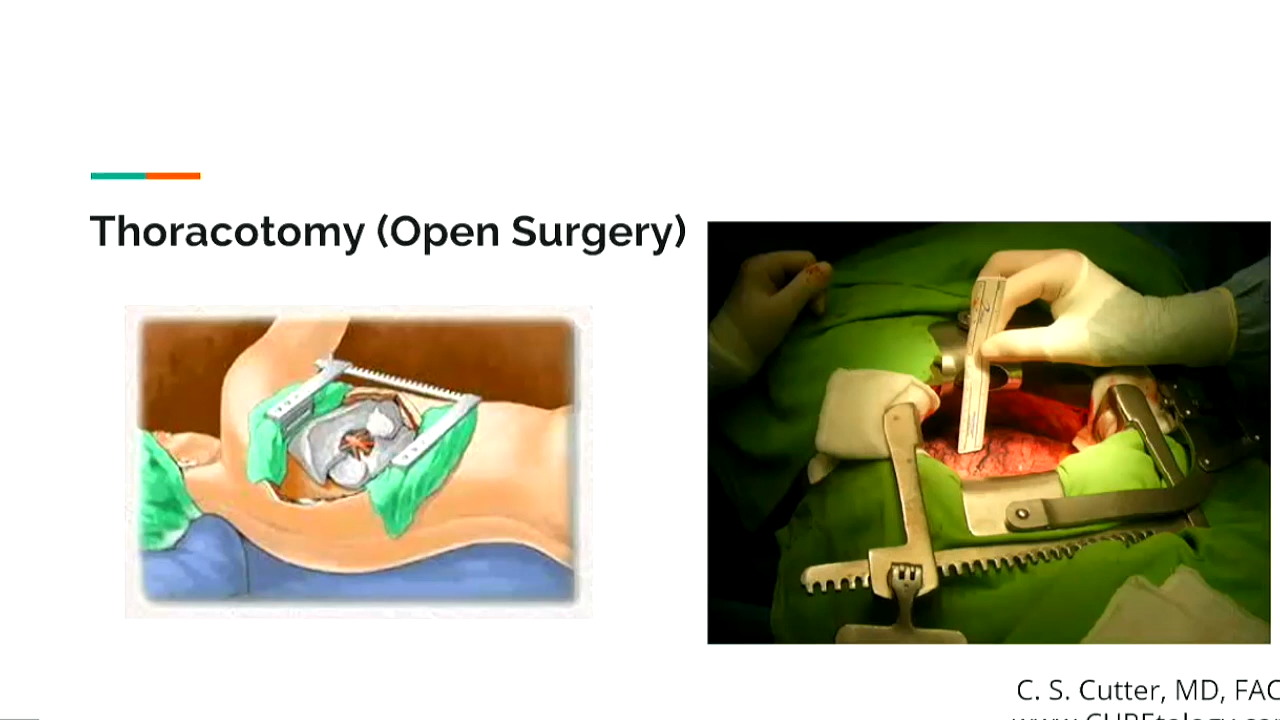 Thoracotomy (Open Surgery)
C. S. Cutter, MD, FAC